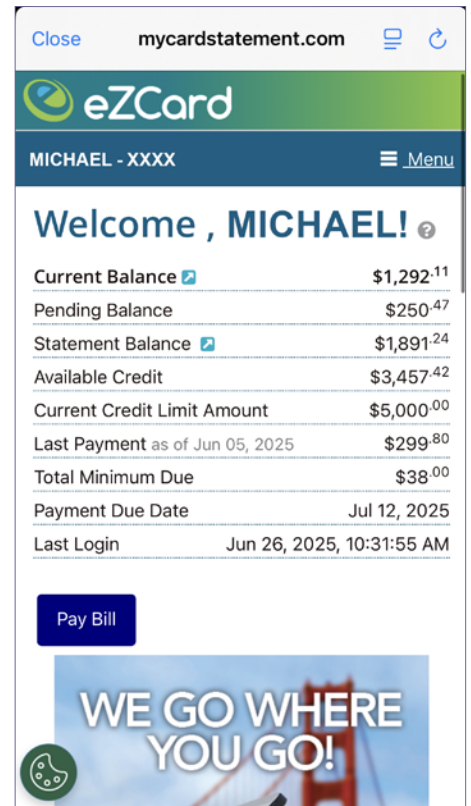 Close mycardstatement.com
eZCard
MICHAEL - XXXX Menu
Welcome , MICHAEL! ?
Current Balance $1,292.11
Pending Balance $250.47
Statement Balance $1,891.24
Available Credit $3,457.42
Current Credit Limit Amount $5,000.00
Last Payment as of Jun 05, 2025 $299.80
Total Minimum Due $38.00
Payment Due Date Jul 12, 2025
Last Login Jun 26, 2025, 10:31:55 AM
Pay Bill
WE GO WHERE
YOU GO!